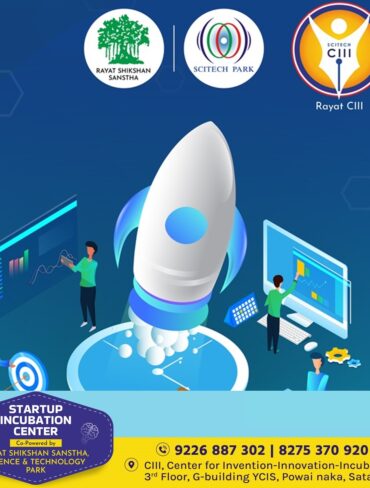 RAYAT SHIKSHAN
SANSTHA
SCITECH PARK
SCITECH
CIII
Rayat CIII
STARTUP
INCUBATION
CENTER
Co-Powered by
SHIKSHAN SANSTHA,
& TECHNOLOGY
PARK
9226 887 302 | 8275 370 920
CIII, Center for Invention-Innovation-Incub
3rd Floor, G-building YCIS, Powai naka, Sata